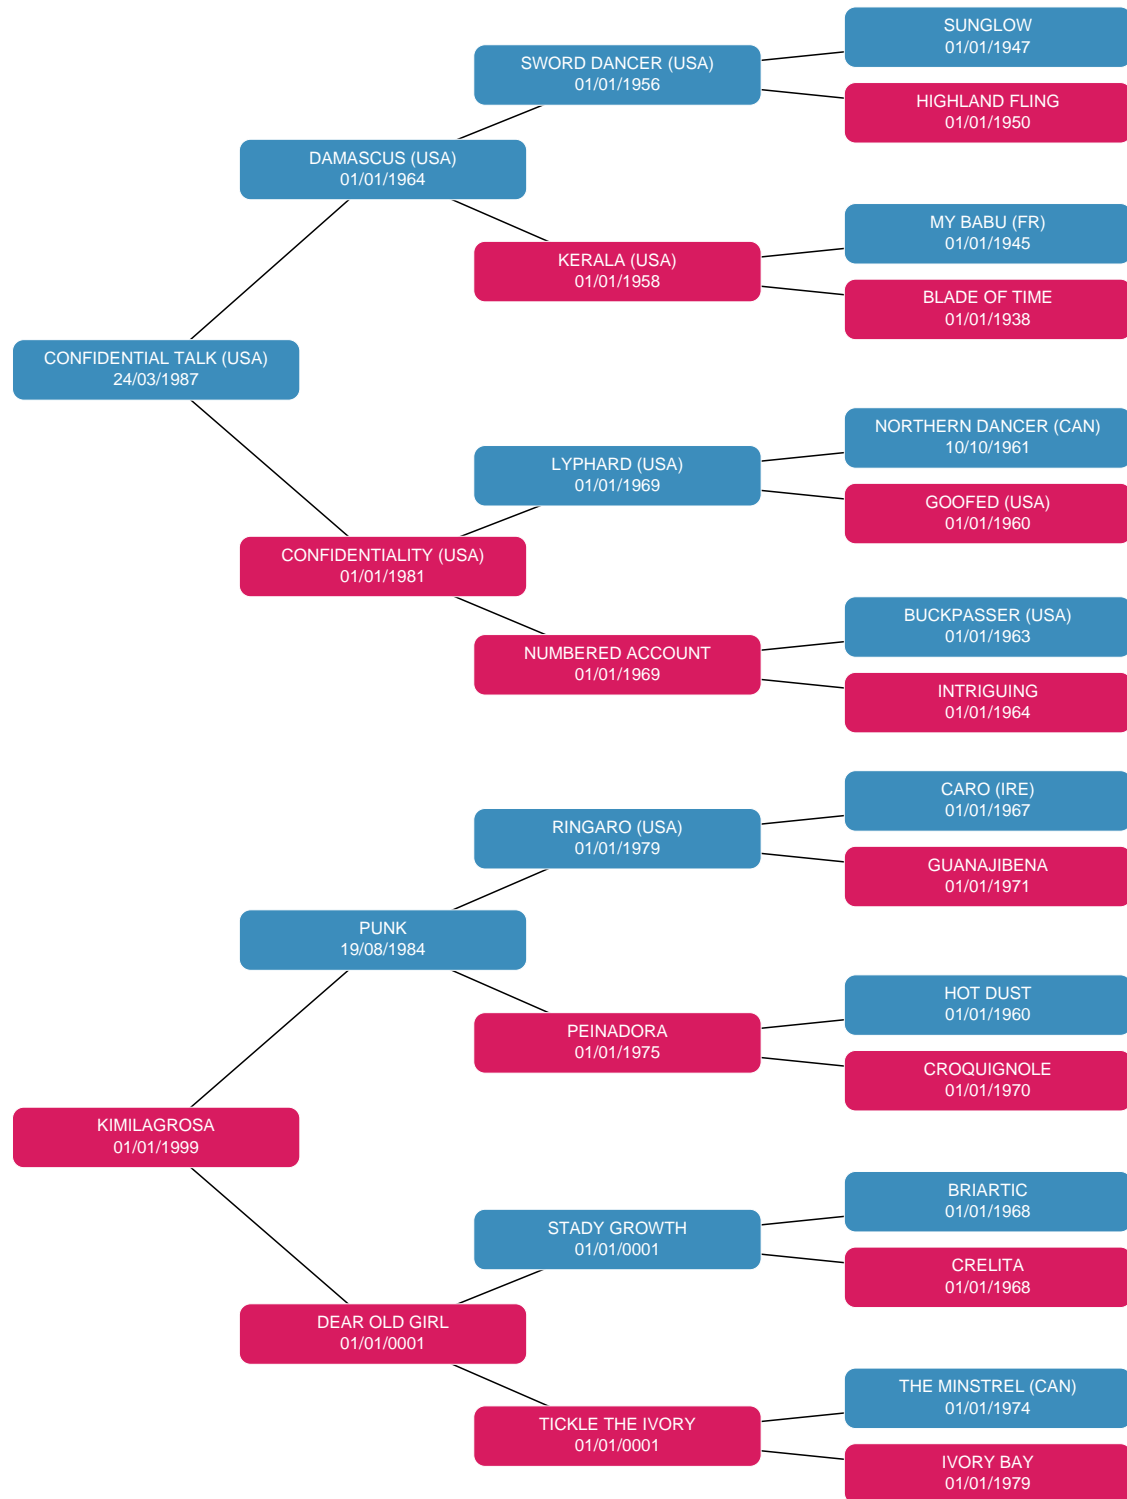 SUNGLOW
01/01/1947
SWORD DANCER (USA)
01/01/1956
HIGHLAND FLING
01/01/1950
DAMASCUS (USA)
01/01/1964
MY BABU (FR)
01/01/1945
KERALA (USA)
01/01/1958
BLADE OF TIME
01/01/1938
CONFIDENTIAL TALK (USA)
24/03/1987
NORTHERN DANCER (CAN)
10/10/1961
LYPHARD (USA)
01/01/1969
GOOFED (USA)
01/01/1960
CONFIDENTIALITY (USA)
01/01/1981
BUCKPASSER (USA)
01/01/1963
NUMBERED ACCOUNT
01/01/1969
INTRIGUING
01/01/1964
CARO (IRE)
01/01/1967
RINGARO (USA)
01/01/1979
GUANAJIBENA
01/01/1971
PUNK
19/08/1984
HOT DUST
01/01/1960
PEINADORA
01/01/1975
CROQUIGNOLE
01/01/1970
KIMILAGROSA
01/01/1999
BRIARTIC
01/01/1968
STADY GROWTH
01/01/0001
CRELITA
01/01/1968
DEAR OLD GIRL
01/01/0001
THE MINSTREL (CAN)
01/01/1974
TICKLE THE IVORY
01/01/0001
IVORY BAY
01/01/1979